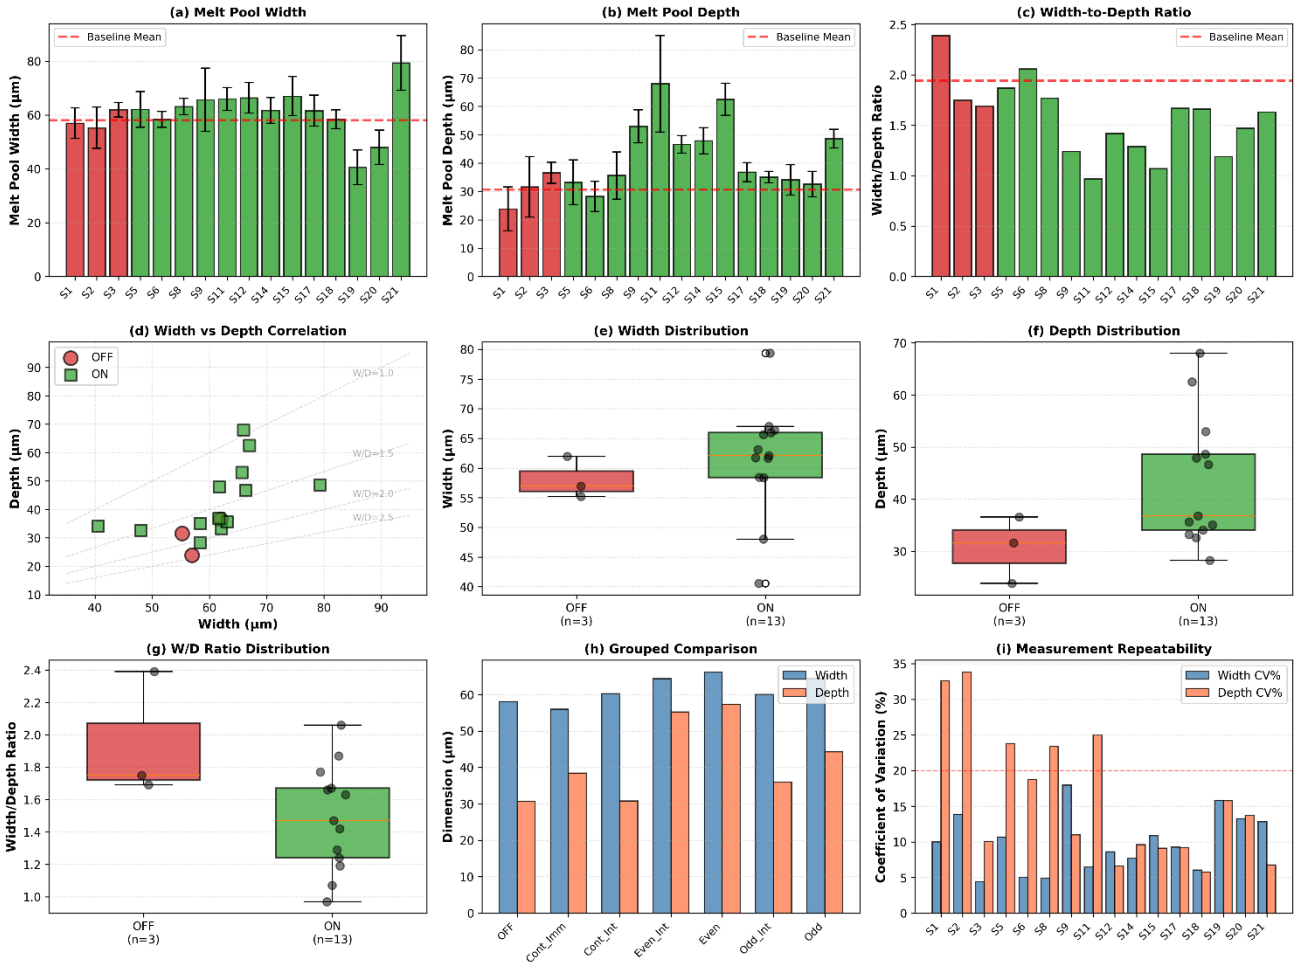 (a) Melt Pool Width
Baseline Mean
Melt Pool Width (μm)
80
60
40
20
0
S1 S2 S3 S5 S6 S8 S9 S11 S12 S14 S15 S17 S18 S19 S20 S21
(b) Melt Pool Depth
Baseline Mean
Melt Pool Depth (μm)
80
70
60
50
40
30
20
10
0
S1 S2 S3 S5 S6 S8 S9 S11 S12 S14 S15 S17 S18 S19 S20 S21
(c) Width-to-Depth Ratio
Baseline Mean
Width/Depth Ratio
2.5
2.0
1.5
1.0
0.5
0.0
S1 S2 S3 S5 S6 S8 S9 S11 S12 S14 S15 S17 S18 S19 S20 S21
(d) Width vs Depth Correlation
OFF
ON
W/D=1.0
W/D=1.5
W/D=2.0
W/D=2.5
Depth (μm)
90
80
70
60
50
40
30
20
10
40 50 60 70 80 90
Width (μm)
(e) Width Distribution
Width (μm)
80
75
70
65
60
55
50
45
40
OFF ON
(n=3) (n=13)
(f) Depth Distribution
Depth (μm)
70
60
50
40
30
OFF ON
(n=3) (n=13)
(g) W/D Ratio Distribution
Width/Depth Ratio
2.4
2.2
2.0
1.8
1.6
1.4
1.2
1.0
OFF ON
(n=3) (n=13)
(h) Grouped Comparison
Width
Depth
Dimension (μm)
60
50
40
30
20
10
0
OFF Cont_Imm Cont_Int Even_Int Even Odd_Int Odd
(i) Measurement Repeatability
Width CV%
Depth CV%
Coefficient of Variation (%)
35
30
25
20
15
10
5
0
S1 S2 S3 S5 S6 S8 S9 S11 S12 S14 S15 S17 S18 S19 S20 S21